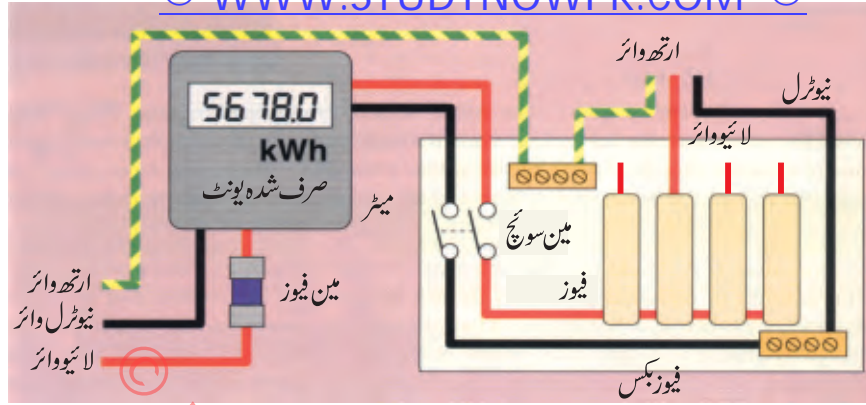 WWW.STUDYNOWPK.COM
ارتھ وائر
نیوٹرل
لائیو وائر
5678.0
kWh
صرف شدہ یونٹ
میٹر
مین سوئچ
فیوز
مین فیوز
ارتھ وائر
نیوٹرل وائر
لائیو وائر
فیوز بکس